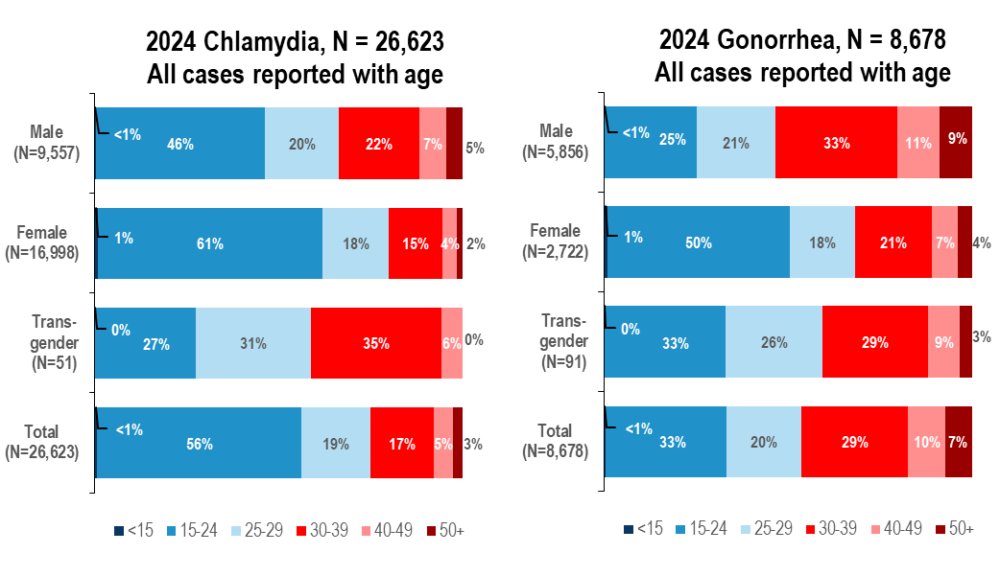 2024 Chlamydia, N = 26,623
All cases reported with age
Male
(N=9,557)
<1%
46%
20%
22%
7%
5%
Female
(N=16,998)
1%
61%
18%
15%
4%
2%
Trans-
gender
(N=51)
0%
27%
31%
35%
6%
0%
Total
(N=26,623)
<1%
56%
19%
17%
5%
3%
<15
15-24
25-29
30-39
40-49
50+
2024 Gonorrhea, N = 8,678
All cases reported with age
Male
(N=5,856)
<1%
25%
21%
33%
11%
9%
Female
(N=2,722)
1%
50%
18%
21%
7%
4%
Trans-
gender
(N=91)
0%
33%
26%
29%
9%
3%
Total
(N=8,678)
<1%
33%
20%
29%
10%
7%
<15
15-24
25-29
30-39
40-49
50+